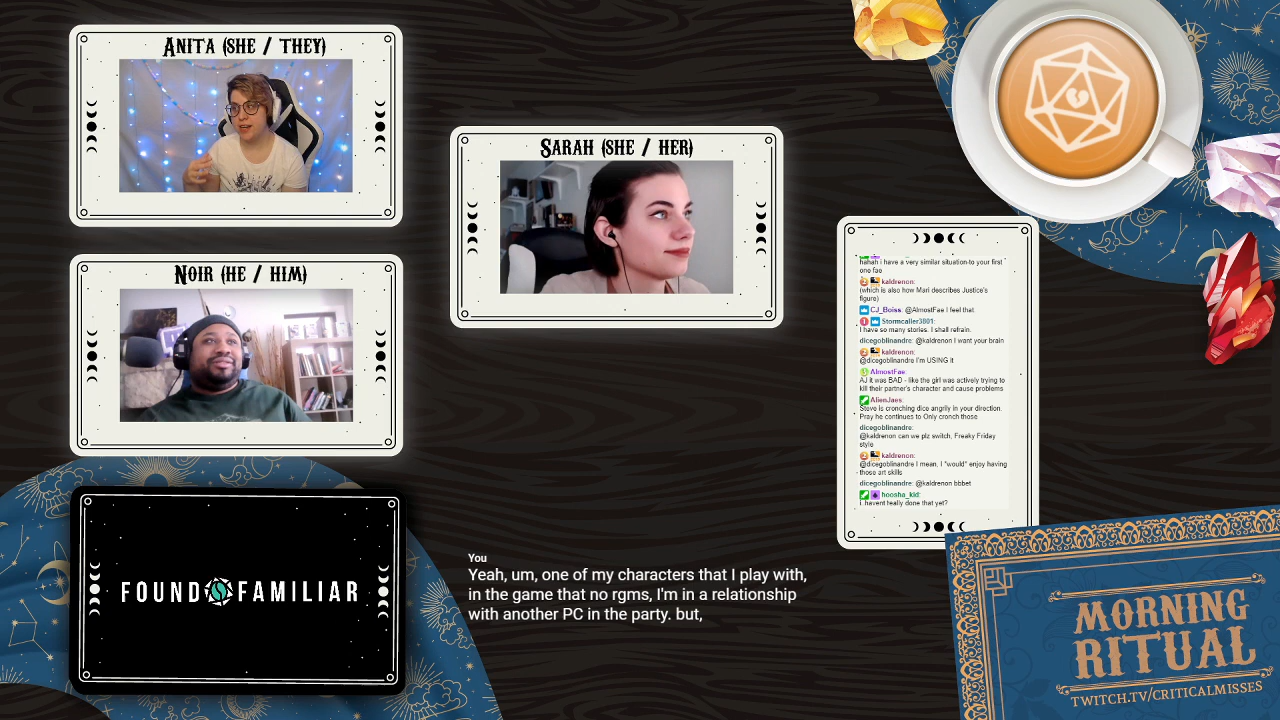 ANITA (SHE / THEY)
SARAH (SHE / HER)
NOIR (HE / HIM)
hahah i have a very similar situation-to your first
one fae
kaldrenon:
(which is also how Mari describes Justice's
figure)
CJ_Boiss: @AlmostFae I feel that.
Stormcaller3801:
I have so many stories. I shall refrain.
dicegoblinandre: @kaldrenon I want your brain
kaldrenon:
@dicegoblinandre I'm USING it
AlmostFae:
AJ it was BAD - like the girl was actively trying to
kill their partner's character and cause problems
AlienJaes:
Steve is cronching dice angrily in your direction.
Pray he continues to Only cronch those.
dicegoblinandre:
@kaldrenon can we plz switch, Freaky Friday
style
kaldrenon:
@dicegoblinandre I mean, I *would* enjoy having
those art skills
dicegoblinandre: @kaldrenon bbbet
hoosha_kid:
i havent teally done that yet?
FOUND FAMILIAR
You
Yeah, um, one of my characters that I play with,
in the game that no rgms, I'm in a relationship
with another PC in the party. but,
MORNING
RITUAL
TWITCH.TV/CRITICALMISSES